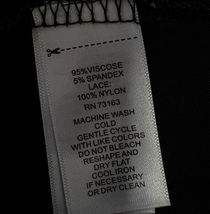 95%VISCOSE
5% SPANDEX
LACE:
100% NYLON
RN 73163
MACHINE WASH
COLD
GENTLE CYCLE
WITH LIKE COLORS
DO NOT BLEACH
RESHAPE AND
DRY FLAT
COOL IRON
IF NECESSARY
OR DRY CLEAN